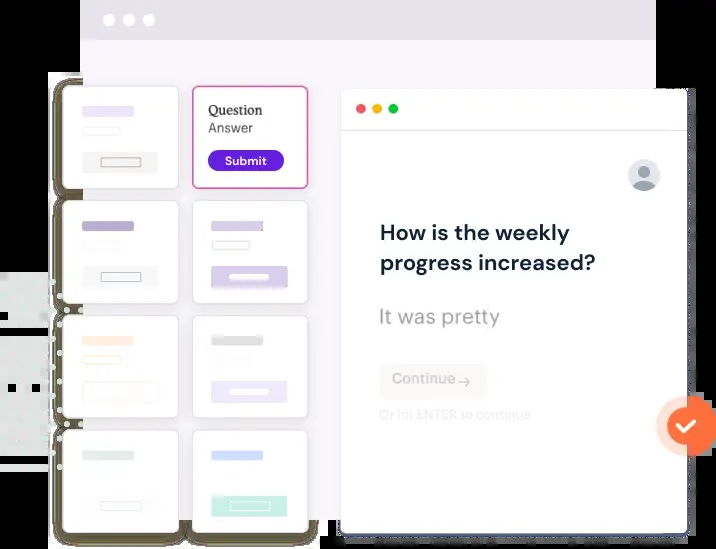 Question
Answer
Submit
How is the weekly
progress increased?
It was pretty
Continue→
Or hit ENTER to continue